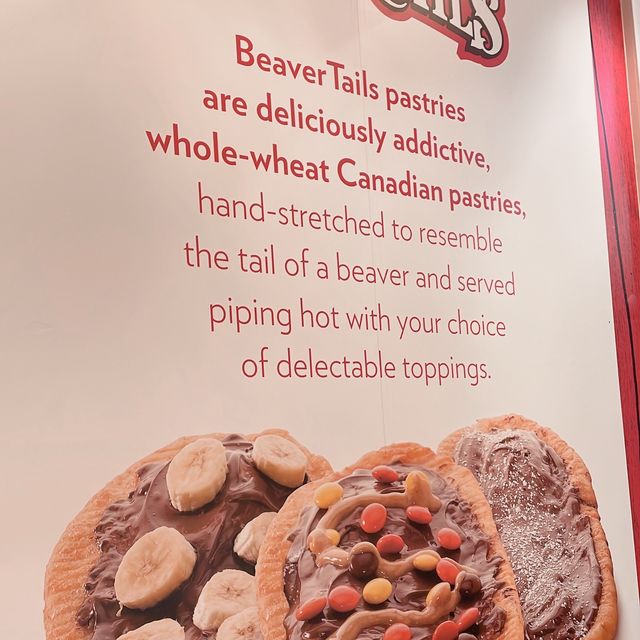 BeaverTails pastries
are deliciously addictive,
whole-wheat Canadian pastries,
hand-stretched to resemble
the tail of a beaver and served
piping hot with your choice
of delectable toppings.